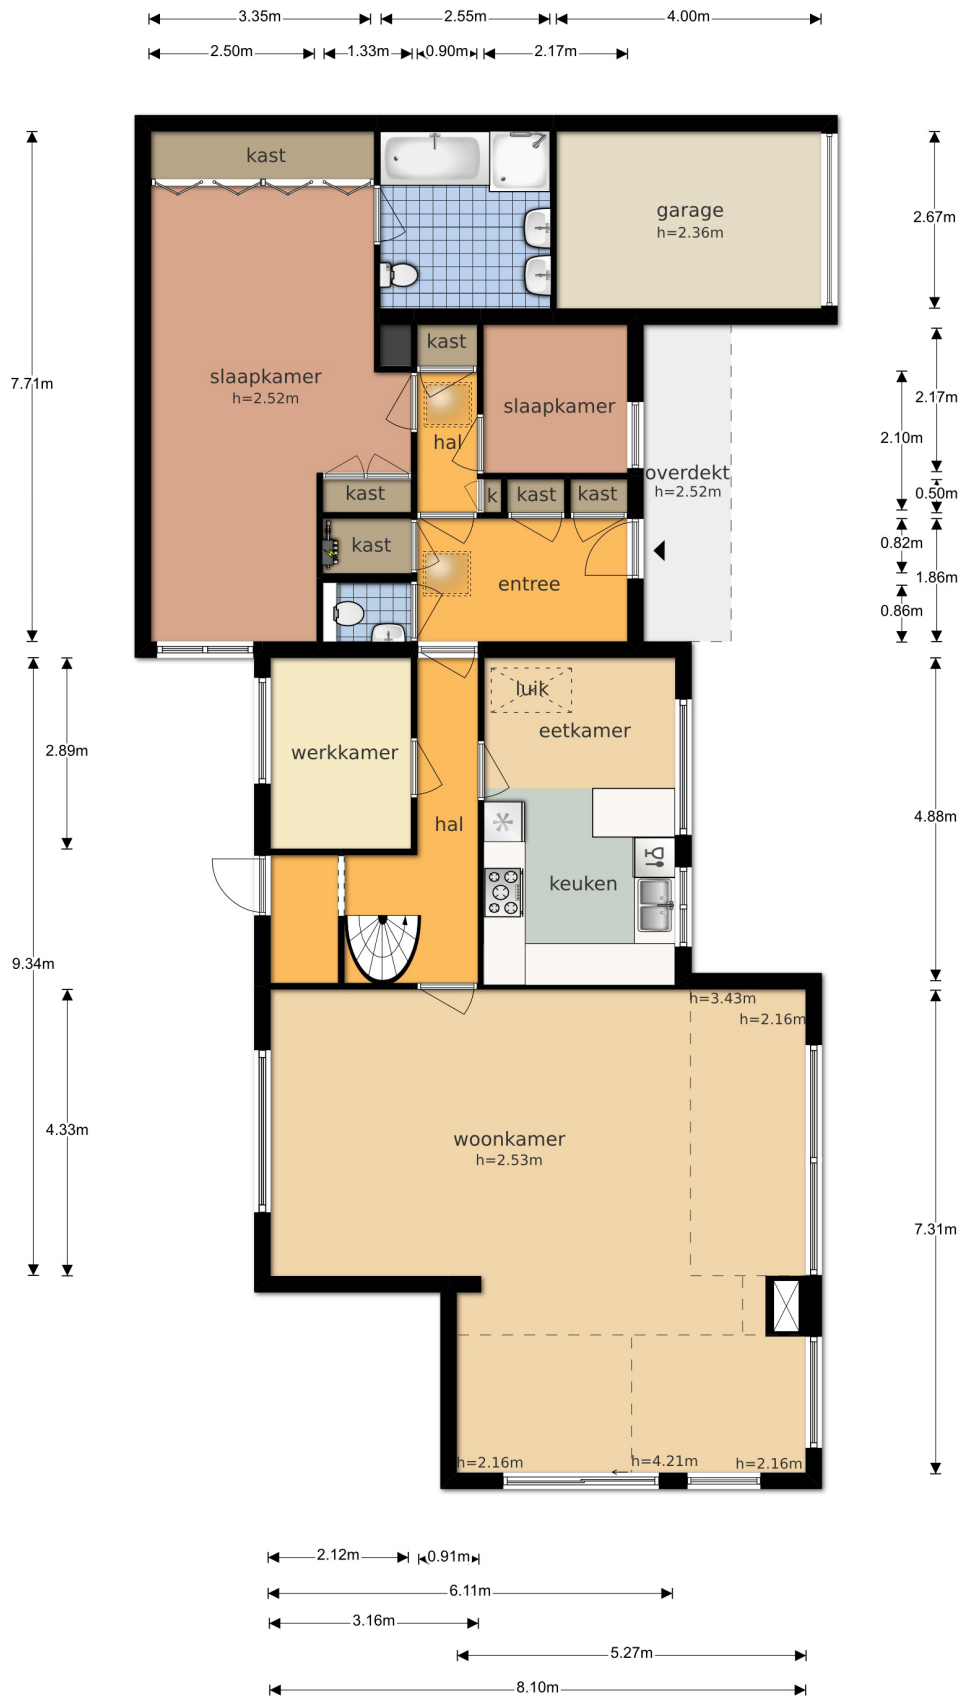 3.35m
2.55m
4.00m
2.50m
1.33m
0.90m
2.17m
kast
garage
h=2.36m
2.67m
7.71m
kast
slaapkamer
h=2.52m
slaapkamer
hal
2.17m
2.10m
overdekt
h=2.52m
kast
k
kast
kast
0.50m
kast
entree
0.82m
1.86m
0.86m
luik
eetkamer
werkkamer
2.89m
hal
4.88m
keuken
9.34m
h=3.43m
h=2.16m
4.33m
woonkamer
h=2.53m
7.31m
h=2.16m
h=4.21m
h=2.16m
2.12m
0.91m
6.11m
3.16m
5.27m
8.10m